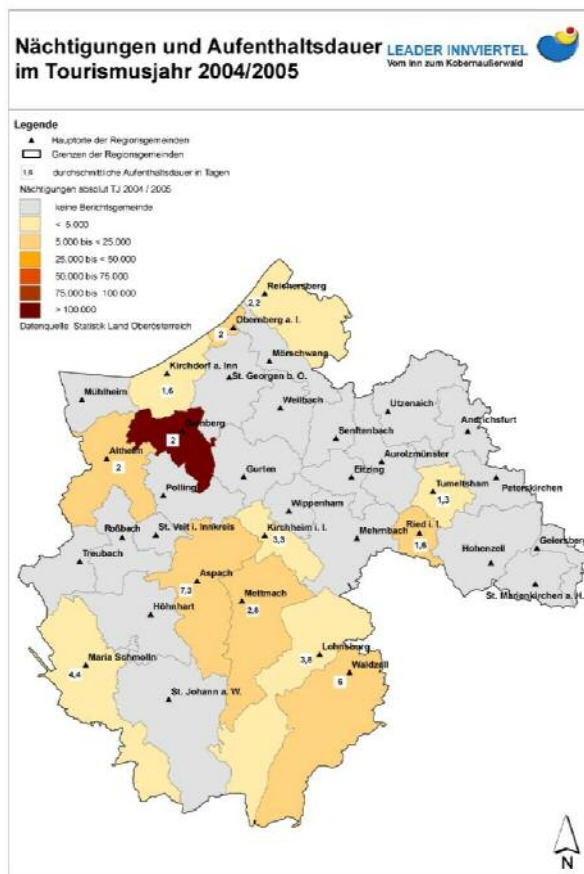 Nächtigungen und Aufenthaltsdauer
im Tourismusjahr 2004/2005
LEADER INNVIERTEL
Vom Inn zum Kobernaußerwald
Legende
Hauptorte der Regionsgemeinden
Grenzen der Regionsgemeinden
1,6 durchschnittliche Aufenthaltsdauer in Tagen
Nächtigungen absolut TJ 2004 / 2005
keine Berichtsgemeinde
< 5.000
5.000 bis < 25.000
25.000 bis < 50.000
50.000 bis 75.000
75.000 bis 100.000
> 100.000
Datenquelle Statistik Land Oberösterreich
Reichersberg
2,2
Obernberg a. I.
2
Mörschwang
Kirchdorf a. Inn
1,6
St. Georgen b. O.
Mühlheim
Weilbach
Utzenaich
Andrichsfurt
Senftenbach
2
Altheim
2
Aurolzmünster
Gurten
Eitzing
Peterskirchen
Tumeltsham
1,3
Polling
Wippenham
Roßbach
St. Veit i. Innkreis
Kirchheim i. I.
3,3
Mehrnbach
Ried i. I.
1,6
Geiersberg
Treubach
Hohenzell
Aspach
7,3
St. Marienkirchen a. H.
Mettmach
2,8
Höhnhart
Lohnsburg
3,8
Maria Schmolln
4,4
Waldzell
6
St. Johann a. W.
N